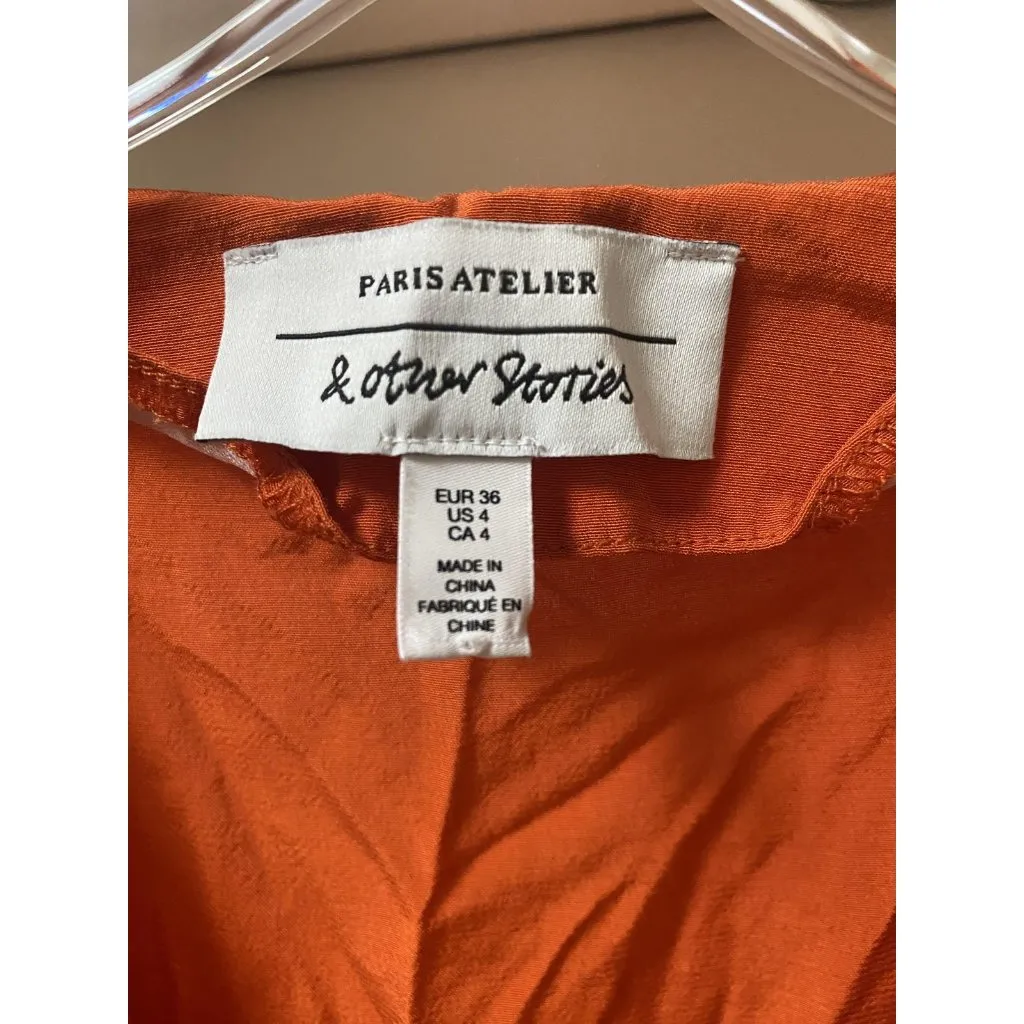 PARIS ATELIER
& other Stories
EUR 36
US 4
CA 4
MADE IN
CHINA
FABRIQUÉ EN
CHINE